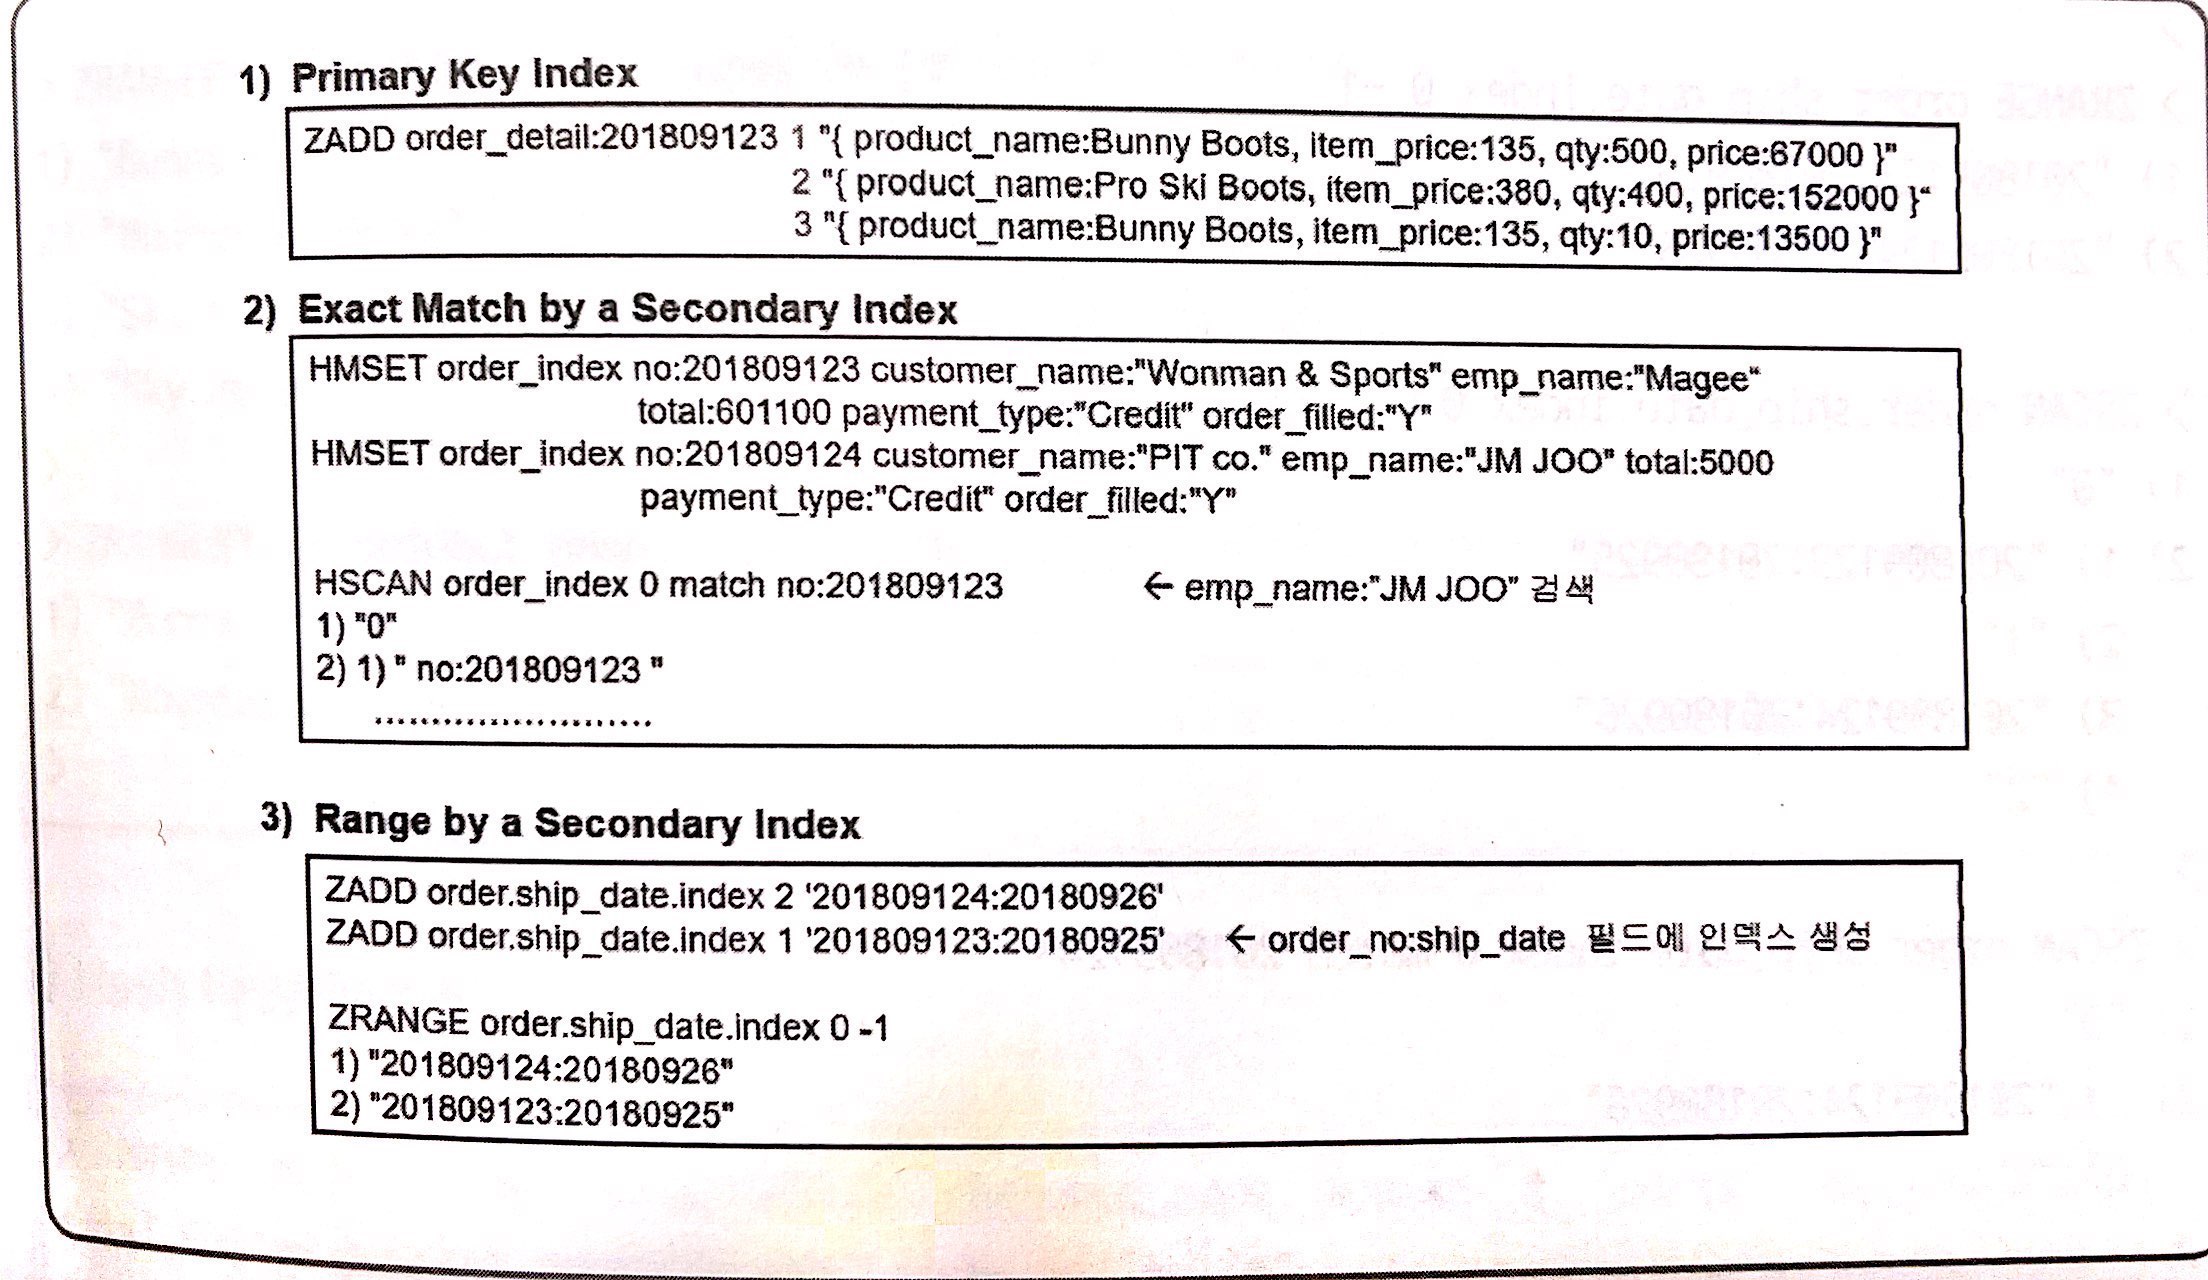 1) Primary Key Index
ZADD order_detail:201809123 1 "{ product_name:Bunny Boots, item_price:135, qty:500, price:67000 }"
2 "{ product_name:Pro Ski Boots, item_price:380, qty:400, price:152000 }"
3 "{ product_name:Bunny Boots, item_price:135, qty:10, price:13500 }"
2) Exact Match by a Secondary Index
HMSET order_index no:201809123 customer_name:"Wonman & Sports" emp_name:"Magee"
total:601100 payment_type:"Credit" order_filled:"Y"
HMSET order_index no:201809124 customer_name:"PIT co." emp_name:"JM JOO" total:5000
payment_type:"Credit" order_filled:"Y"
HSCAN order_index 0 match no:201809123 ← emp_name:"JM JOO" 검색
1) "0"
2) 1) " no:201809123 "
........................
3) Range by a Secondary Index
ZADD order.ship_date.index 2 '201809124:20180926'
ZADD order.ship_date.index 1 '201809123:20180925' ← order_no:ship_date 필드에 인덱스 생성
ZRANGE order.ship_date.index 0 -1
1) "201809124:20180926"
2) "201809123:20180925"